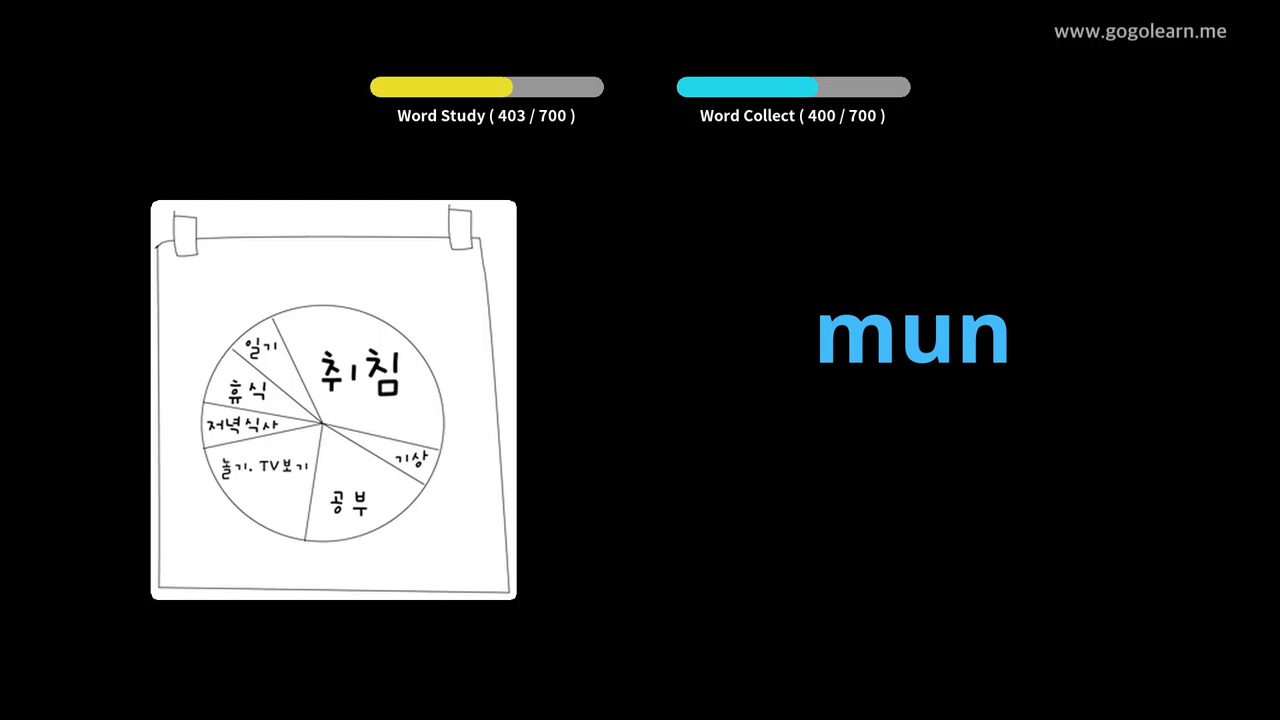 www.gogolearn.me
Word Study ( 403 / 700 )
Word Collect ( 400 / 700 )
일기
취침
휴식
저녁식사
놀기. TV보기
기상
공부
mun